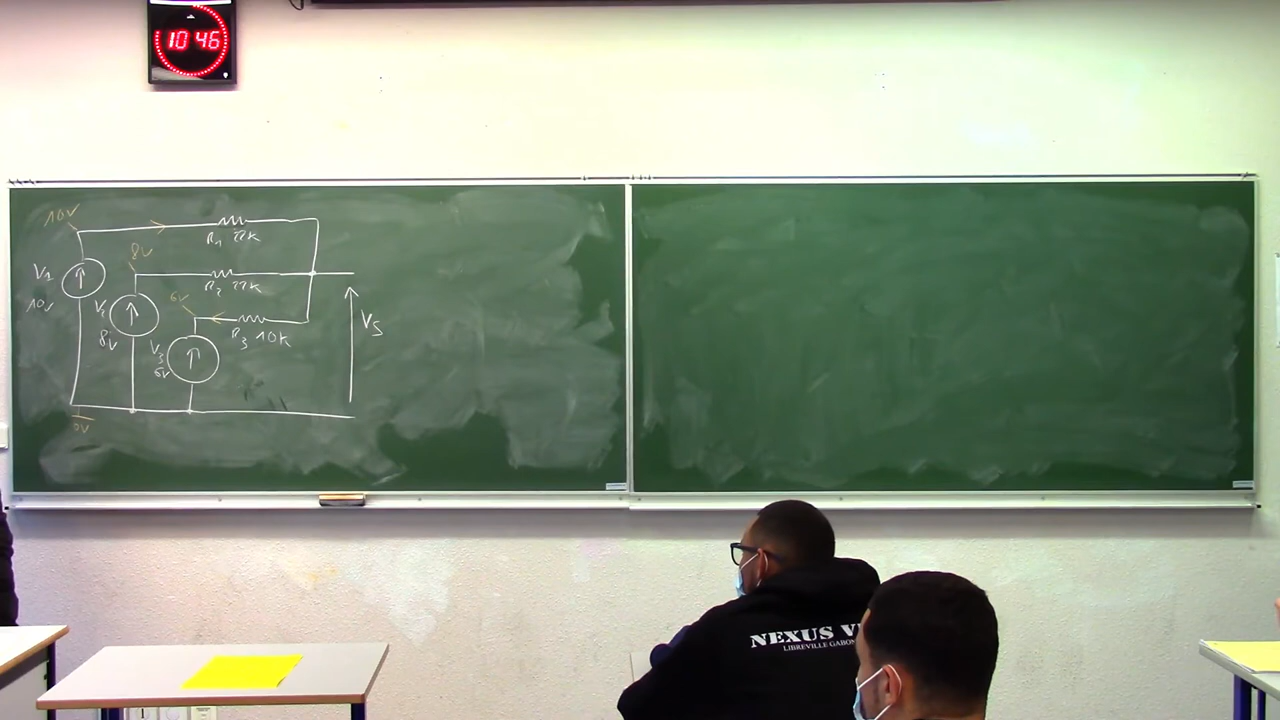 10 46
10V
R1 22K
8V
V1
R2 22K
10V
6V
V2
8V
R3 10K
VS
V3
6V
0V
NEXUS V
LIBREVILLE GABON